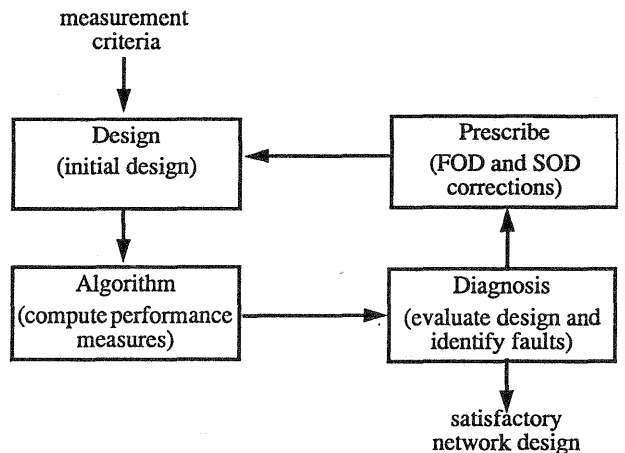 measurement
criteria
Design
(initial design)
Prescribe
(FOD and SOD
corrections)
Algorithm
(compute performance
measures)
Diagnosis
(evaluate design and
identify faults)
satisfactory
network design